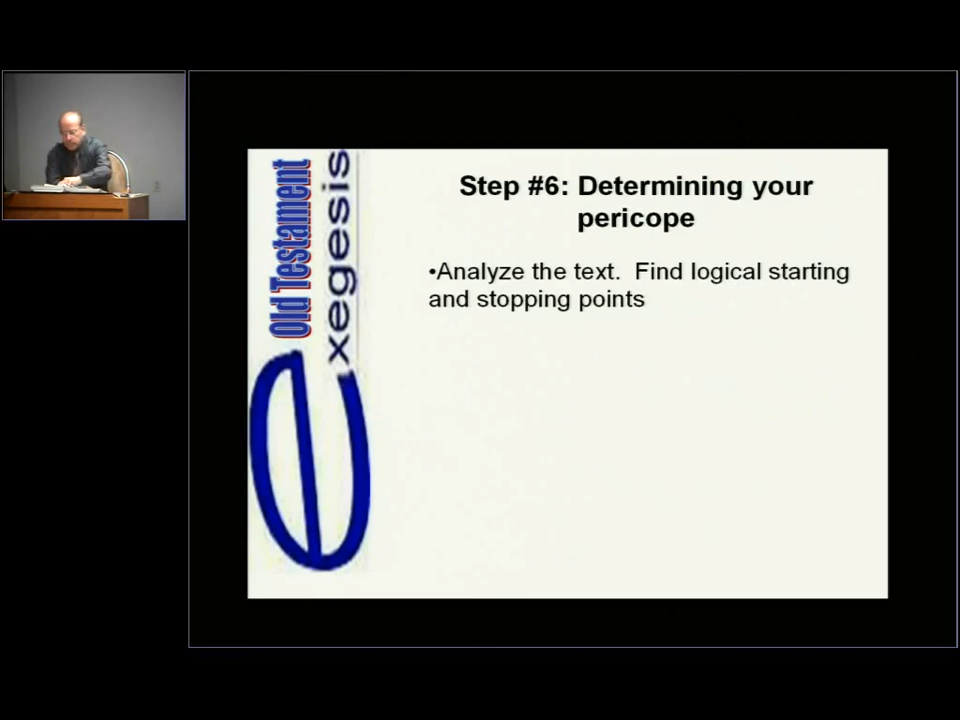 Old Testament
exegesis
Step #6: Determining your
pericope
•Analyze the text.  Find logical starting
and stopping points